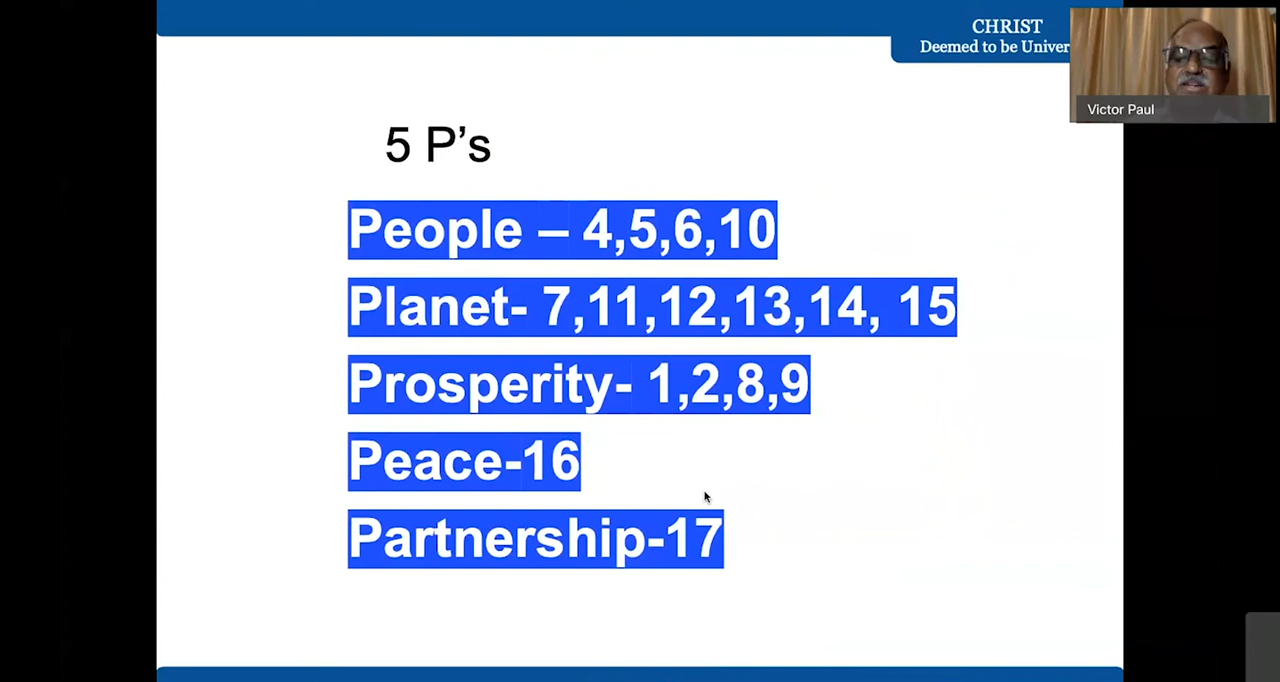 CHRIST
Deemed to be Univer
Victor Paul
5 P’s
People – 4,5,6,10
Planet- 7,11,12,13,14, 15
Prosperity- 1,2,8,9
Peace-16
Partnership-17